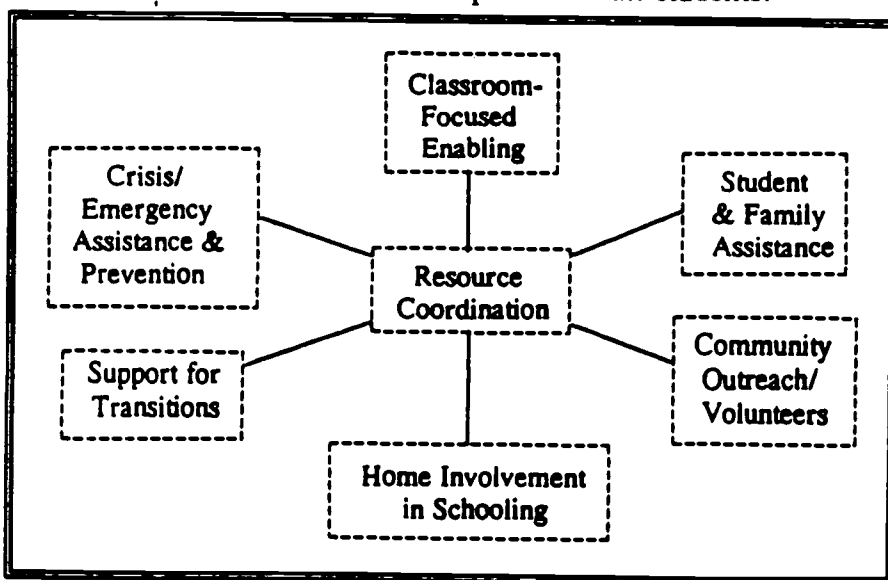 Classroom-
Focused
Enabling
Crisis/
Emergency
Assistance &
Prevention
Student
& Family
Assistance
Resource
Coordination
Support for
Transitions
Community
Outreach/
Volunteers
Home Involvement
in Schooling